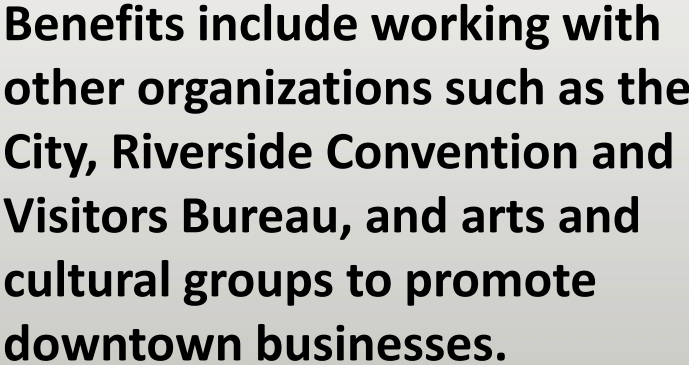 Benefits include working with
other organizations such as the
City, Riverside Convention and
Visitors Bureau, and arts and
cultural groups to promote
downtown businesses.